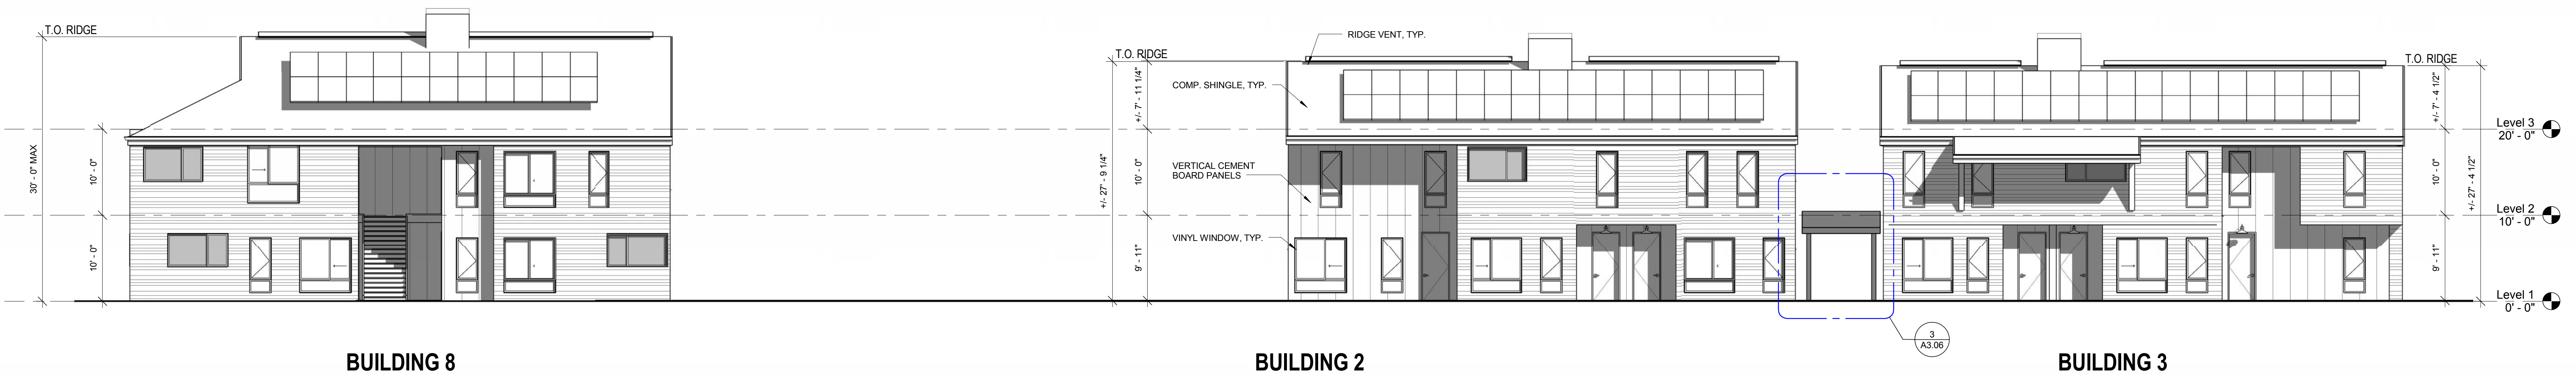 T.O. RIDGE
30' - 0" MAX
10' - 0"
10' - 0"
BUILDING 8
T.O. RIDGE
+/- 27' - 9 1/4"
+/- 7' - 11 1/4"
10' - 0"
9' - 11"
RIDGE VENT, TYP.
COMP. SHINGLE, TYP.
VERTICAL CEMENT
BOARD PANELS
VINYL WINDOW, TYP.
BUILDING 2
3
A3.06
T.O. RIDGE
+/- 7' - 4 1/2"
10' - 0"
9' - 11"
+/- 27' - 4 1/2"
Level 3
20' - 0"
Level 2
10' - 0"
Level 1
0' - 0"
BUILDING 3